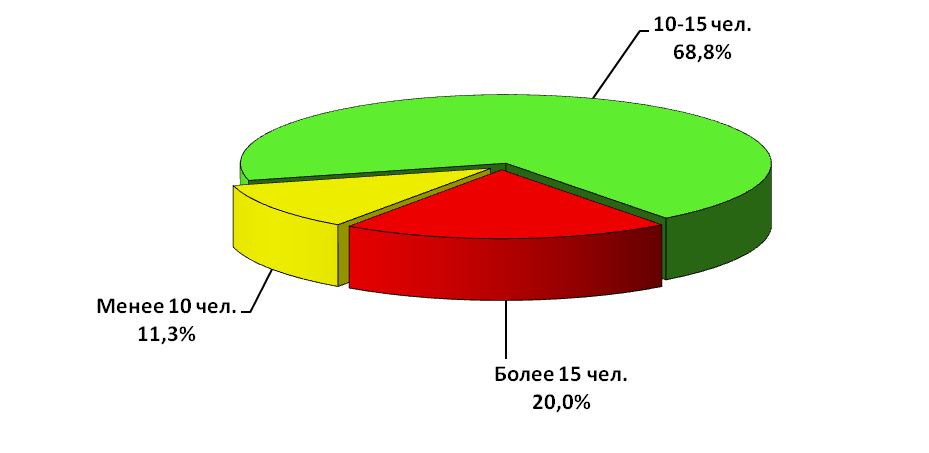 10-15 чел.
68,8%
Менее 10 чел.
11,3%
Более 15 чел.
20,0%